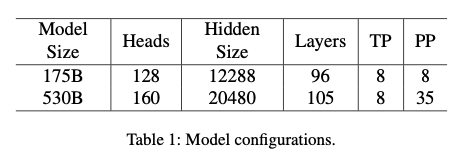 Model Size Heads Hidden Size Layers TP PP
175B 128 12288 96 8 8
530B 160 20480 105 8 35
Table 1: Model configurations.